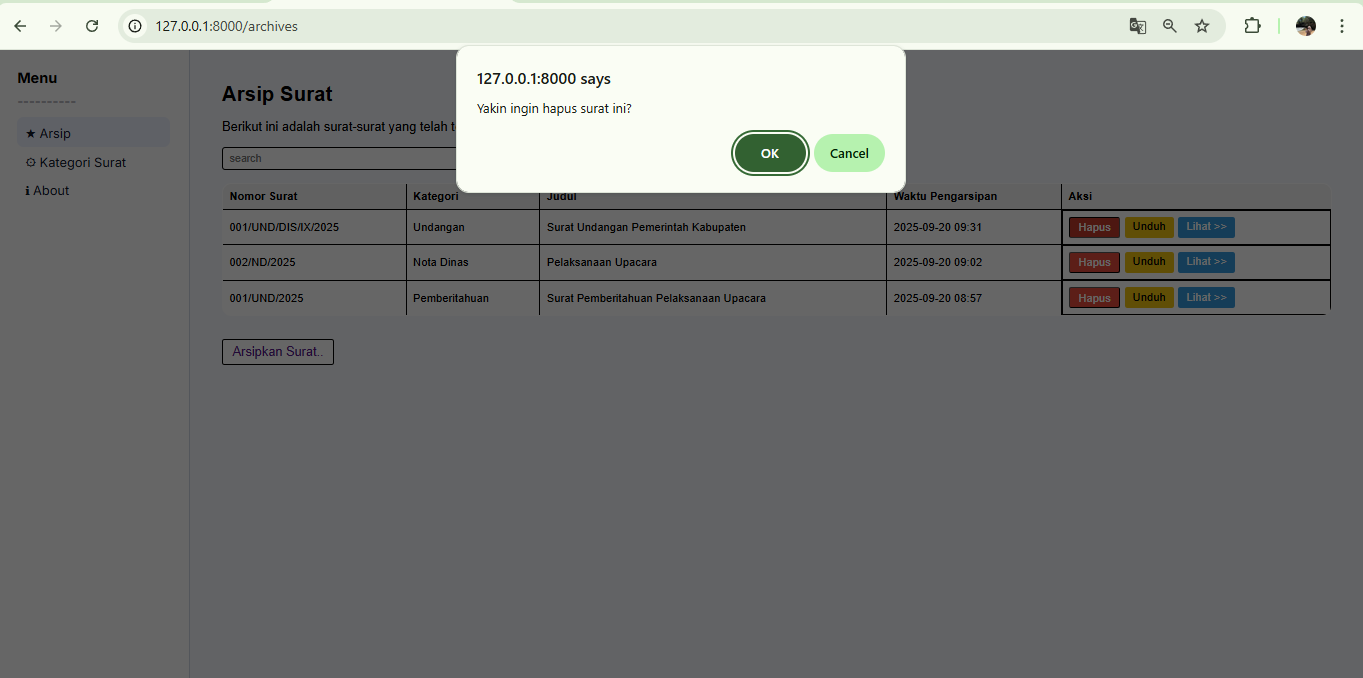 127.0.0.1:8000/archives
127.0.0.1:8000 says
Yakin ingin hapus surat ini?
OK
Cancel
Menu
----------
★ Arsip
⚙ Kategori Surat
ℹ About
Arsip Surat
Berikut ini adalah surat-surat yang telah
search
Nomor Surat Kategori Judul Waktu Pengarsipan Aksi
001/UND/DIS/IX/2025 Undangan Surat Undangan Pemerintah Kabupaten 2025-09-20 09:31 Hapus Unduh Lihat >>
002/ND/2025 Nota Dinas Pelaksanaan Upacara 2025-09-20 09:02 Hapus Unduh Lihat >>
001/UND/2025 Pemberitahuan Surat Pemberitahuan Pelaksanaan Upacara 2025-09-20 08:57 Hapus Unduh Lihat >>
Arsipkan Surat..